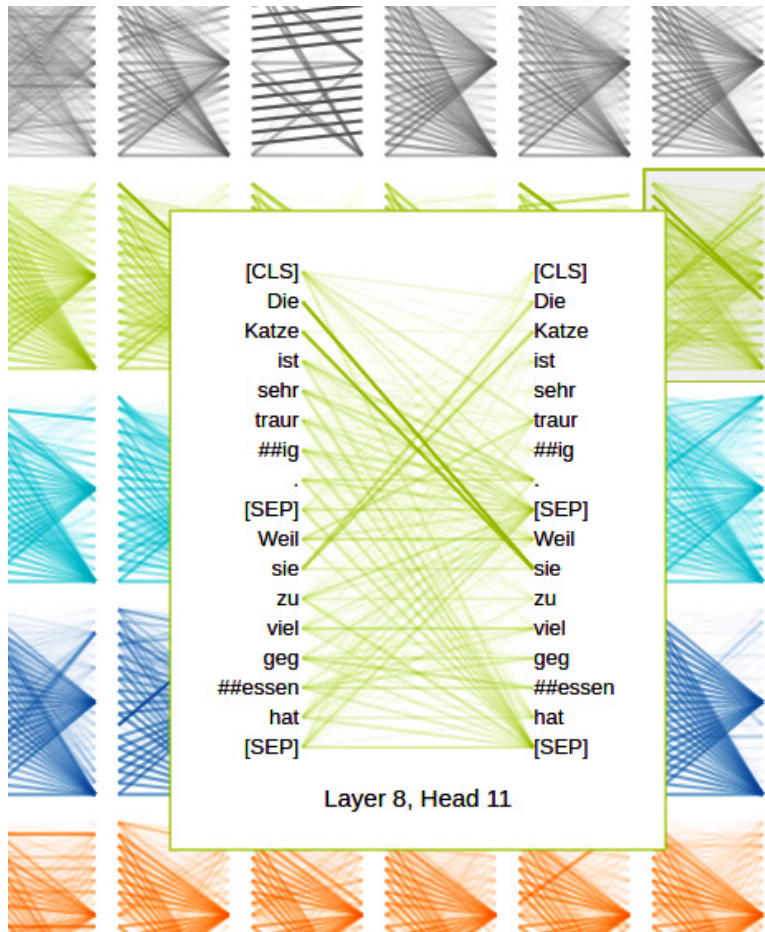 [CLS] [CLS]
Die Die
Katze Katze
ist ist
sehr sehr
traur traur
##ig ##ig
. .
[SEP] [SEP]
Weil Weil
sie sie
zu zu
viel viel
geg geg
##essen ##essen
hat hat
[SEP] [SEP]
Layer 8, Head 11